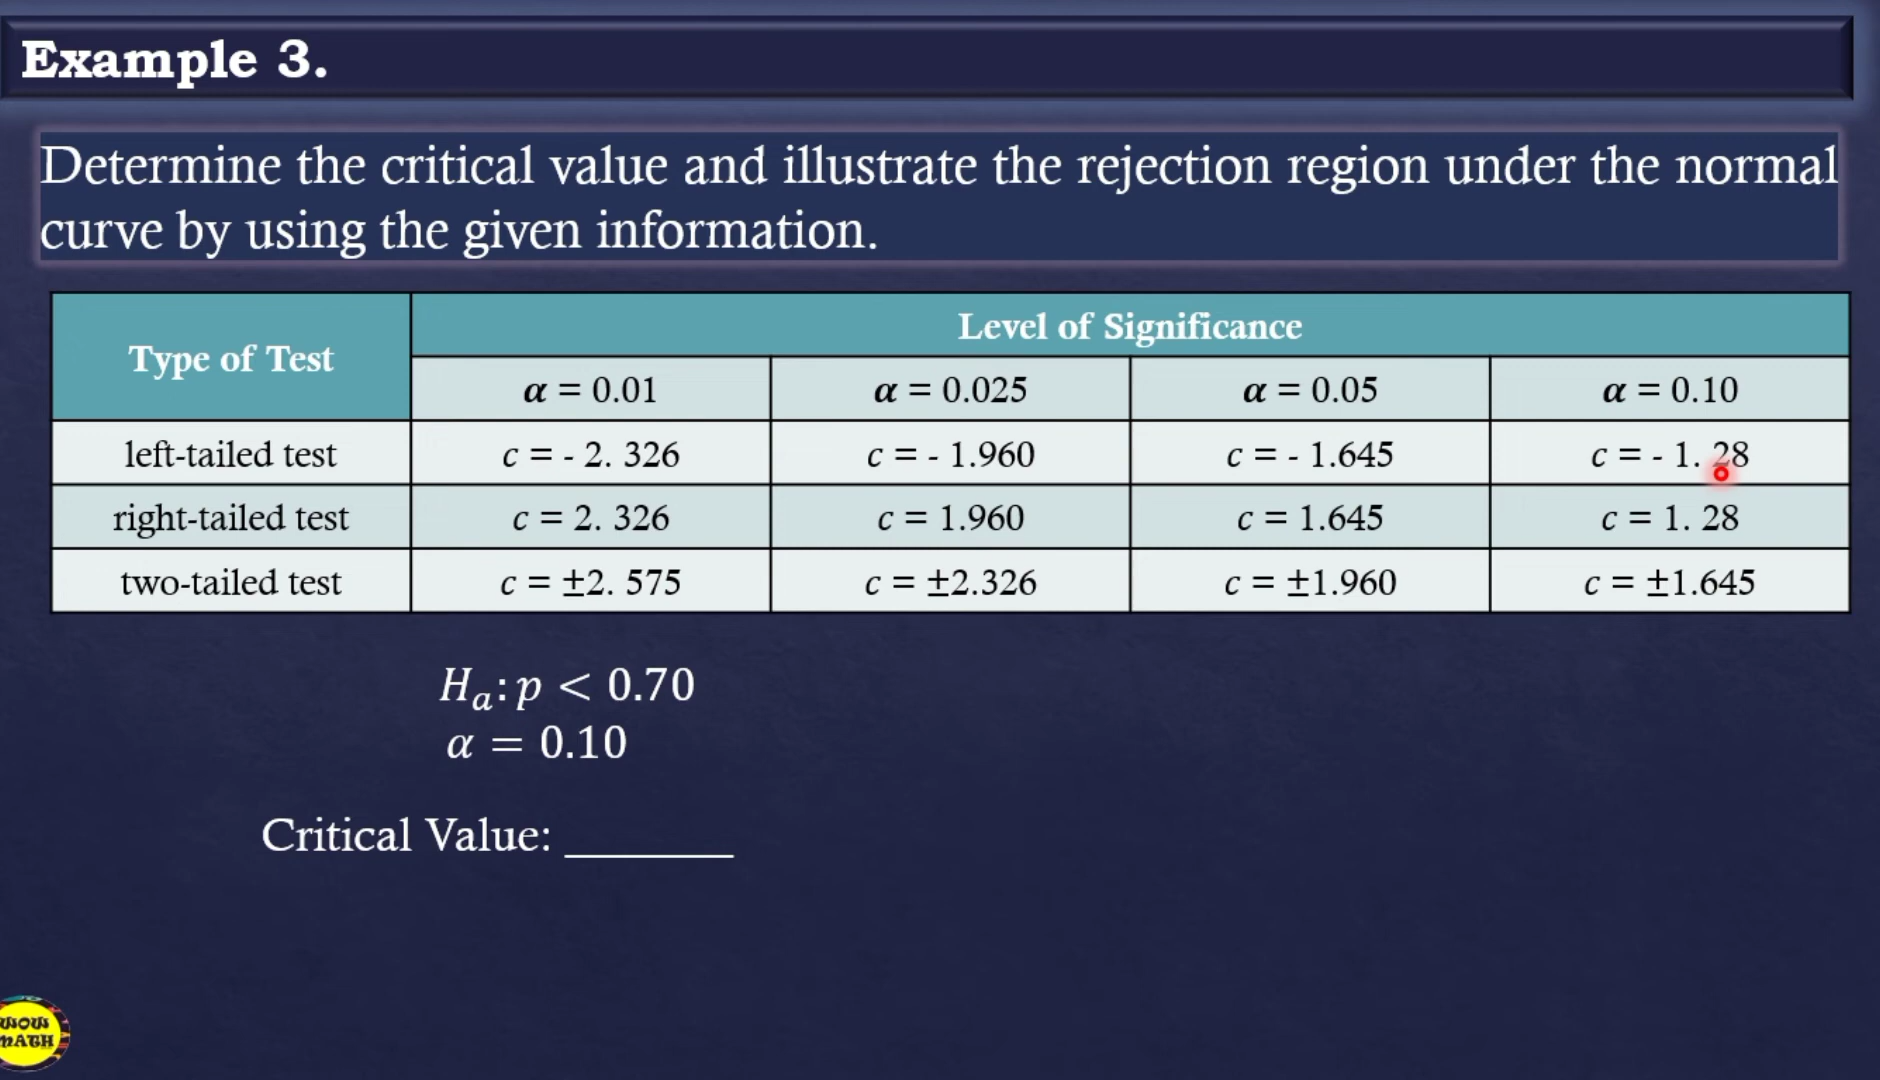 Example 3.
Determine the critical value and illustrate the rejection region under the normal
curve by using the given information.
Type of Test
Level of Significance
α = 0.01 α = 0.025 α = 0.05 α = 0.10
left-tailed test c = - 2. 326 c = - 1.960 c = - 1.645 c = - 1. 28
right-tailed test c = 2. 326 c = 1.960 c = 1.645 c = 1. 28
two-tailed test c = ±2. 575 c = ±2.326 c = ±1.960 c = ±1.645
Hₐ: p < 0.70
α = 0.10
Critical Value: ________
WOW
MATH